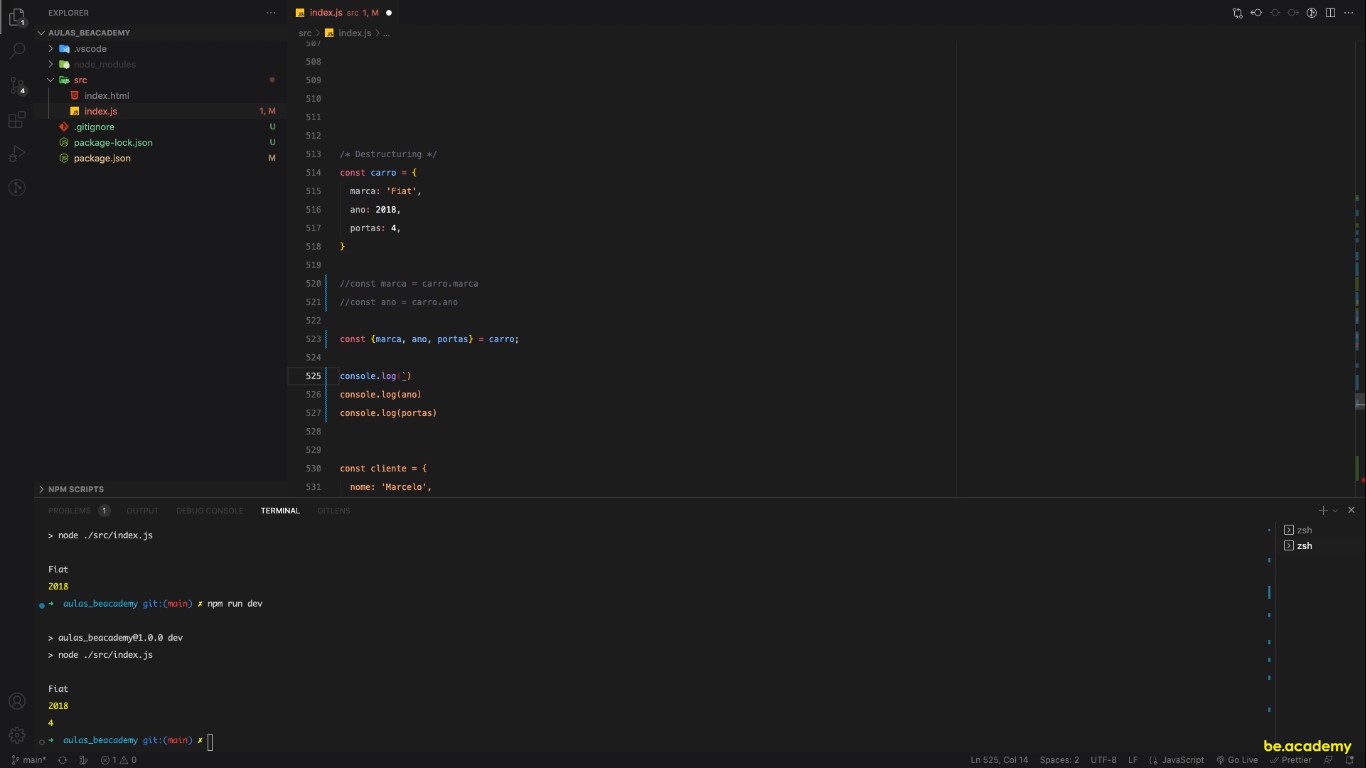 EXPLORER
index.js src 1, M
AULAS_BEACADEMY
src > index.js > ...
.vscode
node_modules
src
index.html
index.js 1, M
.gitignore U
package-lock.json U
package.json M
507
508
509
510
511
512
513 /* Destructuring */
514 const carro = {
515 marca: 'Fiat',
516 ano: 2018,
517 portas: 4,
518 }
519
520 //const marca = carro.marca
521 //const ano = carro.ano
522
523 const {marca, ano, portas} = carro;
524
525 console.log(`)
526 console.log(ano)
527 console.log(portas)
528
529
530 const cliente = {
531 nome: 'Marcelo',
NPM SCRIPTS
PROBLEMS 1 OUTPUT DEBUG CONSOLE TERMINAL GITLENS
> node ./src/index.js
Fiat
2018
➜ aulas_beacademy git:(main) ✗ npm run dev
> aulas_beacademy@1.0.0 dev
> node ./src/index.js
Fiat
2018
4
➜ aulas_beacademy git:(main) ✗
zsh
zsh
1
4
be.academy
main* 1 0 Ln 525, Col 14 Spaces: 2 UTF-8 LF JavaScript Go Live Prettier